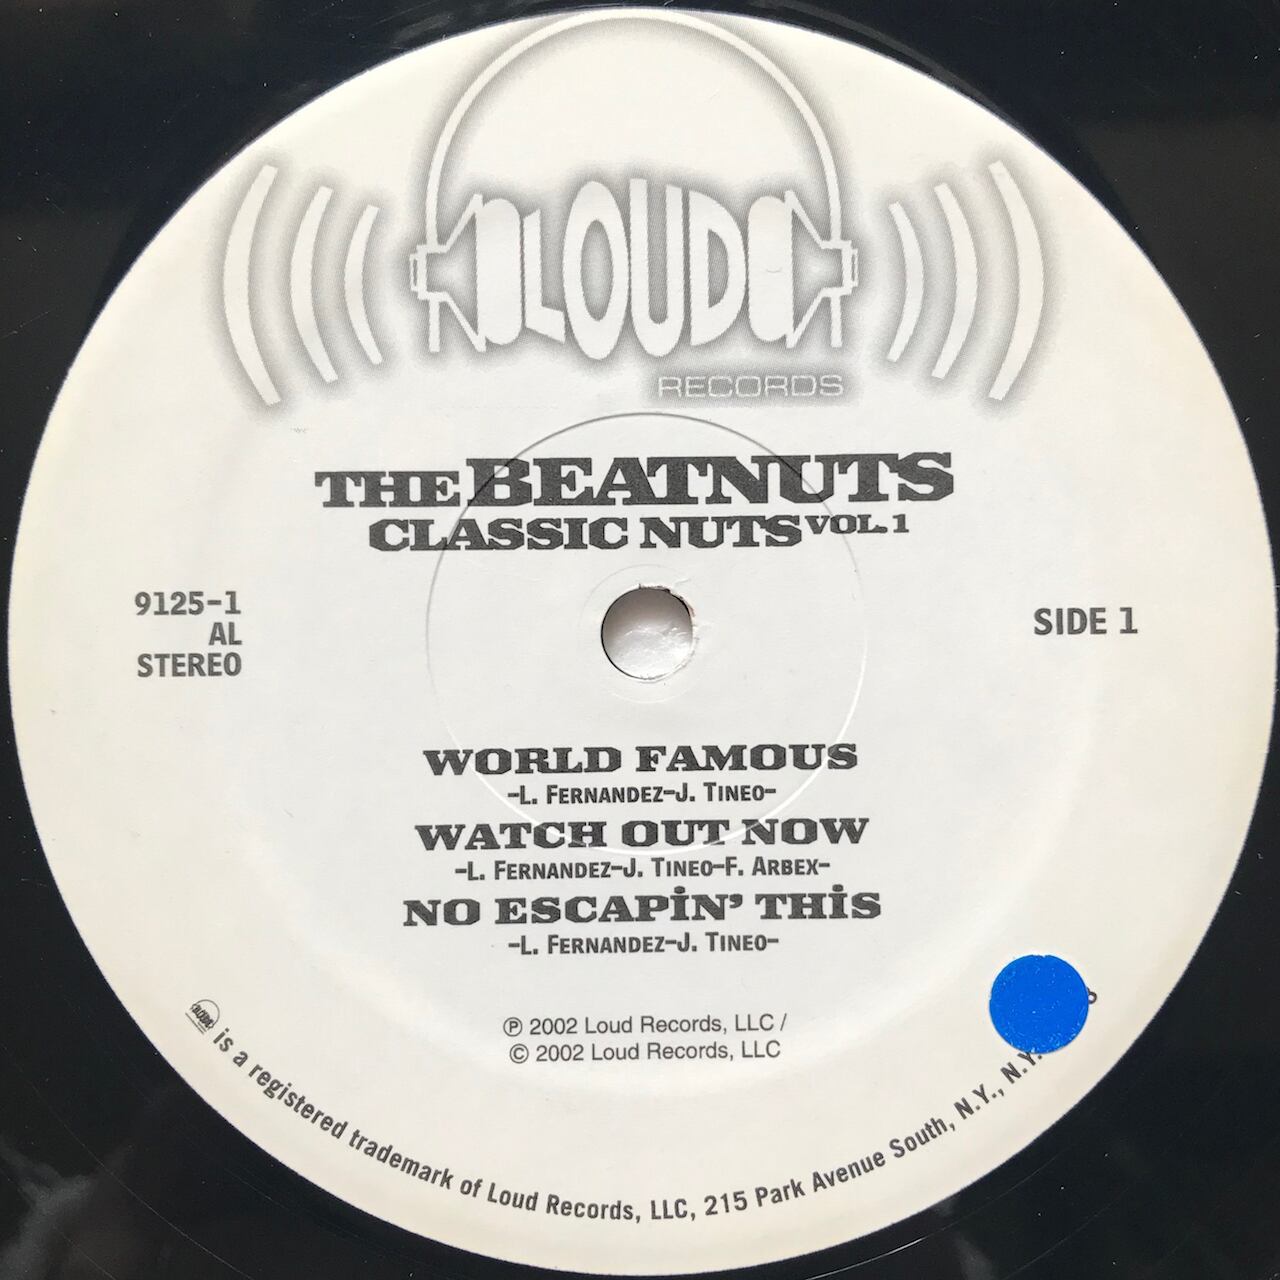 LOUD
RECORDS
THE BEATNUTS
CLASSIC NUTS VOL. 1
9125-1
AL
STEREO
SIDE 1
WORLD FAMOUS
-L. FERNANDEZ-J. TINEO-
WATCH OUT NOW
-L. FERNANDEZ-J. TINEO-F. ARBEX-
NO ESCAPİN' THİS
-L. FERNANDEZ-J. TINEO-
℗ 2002 Loud Records, LLC /
© 2002 Loud Records, LLC
LOUD is a registered trademark of Loud Records, LLC, 215 Park Avenue South, N.Y., N.Y.